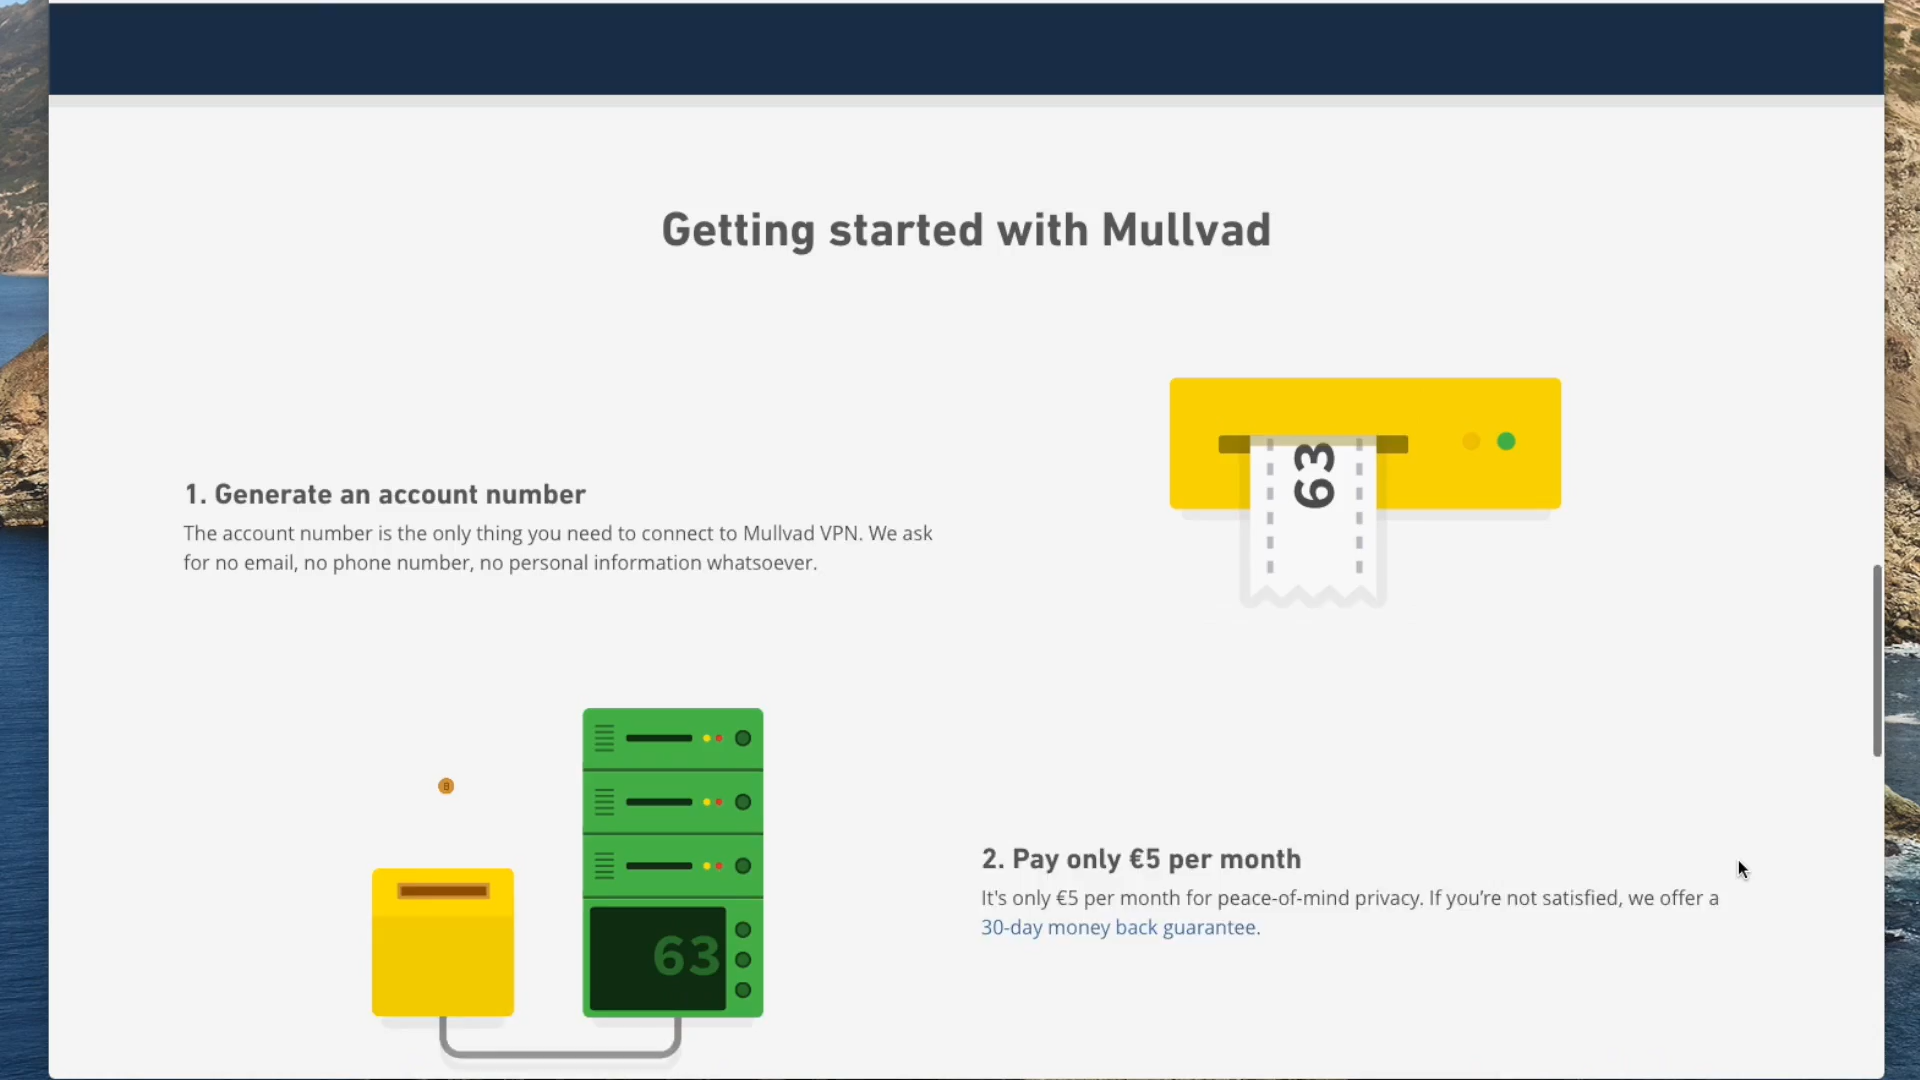 Getting started with Mullvad
63
1. Generate an account number
The account number is the only thing you need to connect to Mullvad VPN. We ask
for no email, no phone number, no personal information whatsoever.
63
2. Pay only €5 per month
It's only €5 per month for peace-of-mind privacy. If you’re not satisfied, we offer a
30-day money back guarantee.